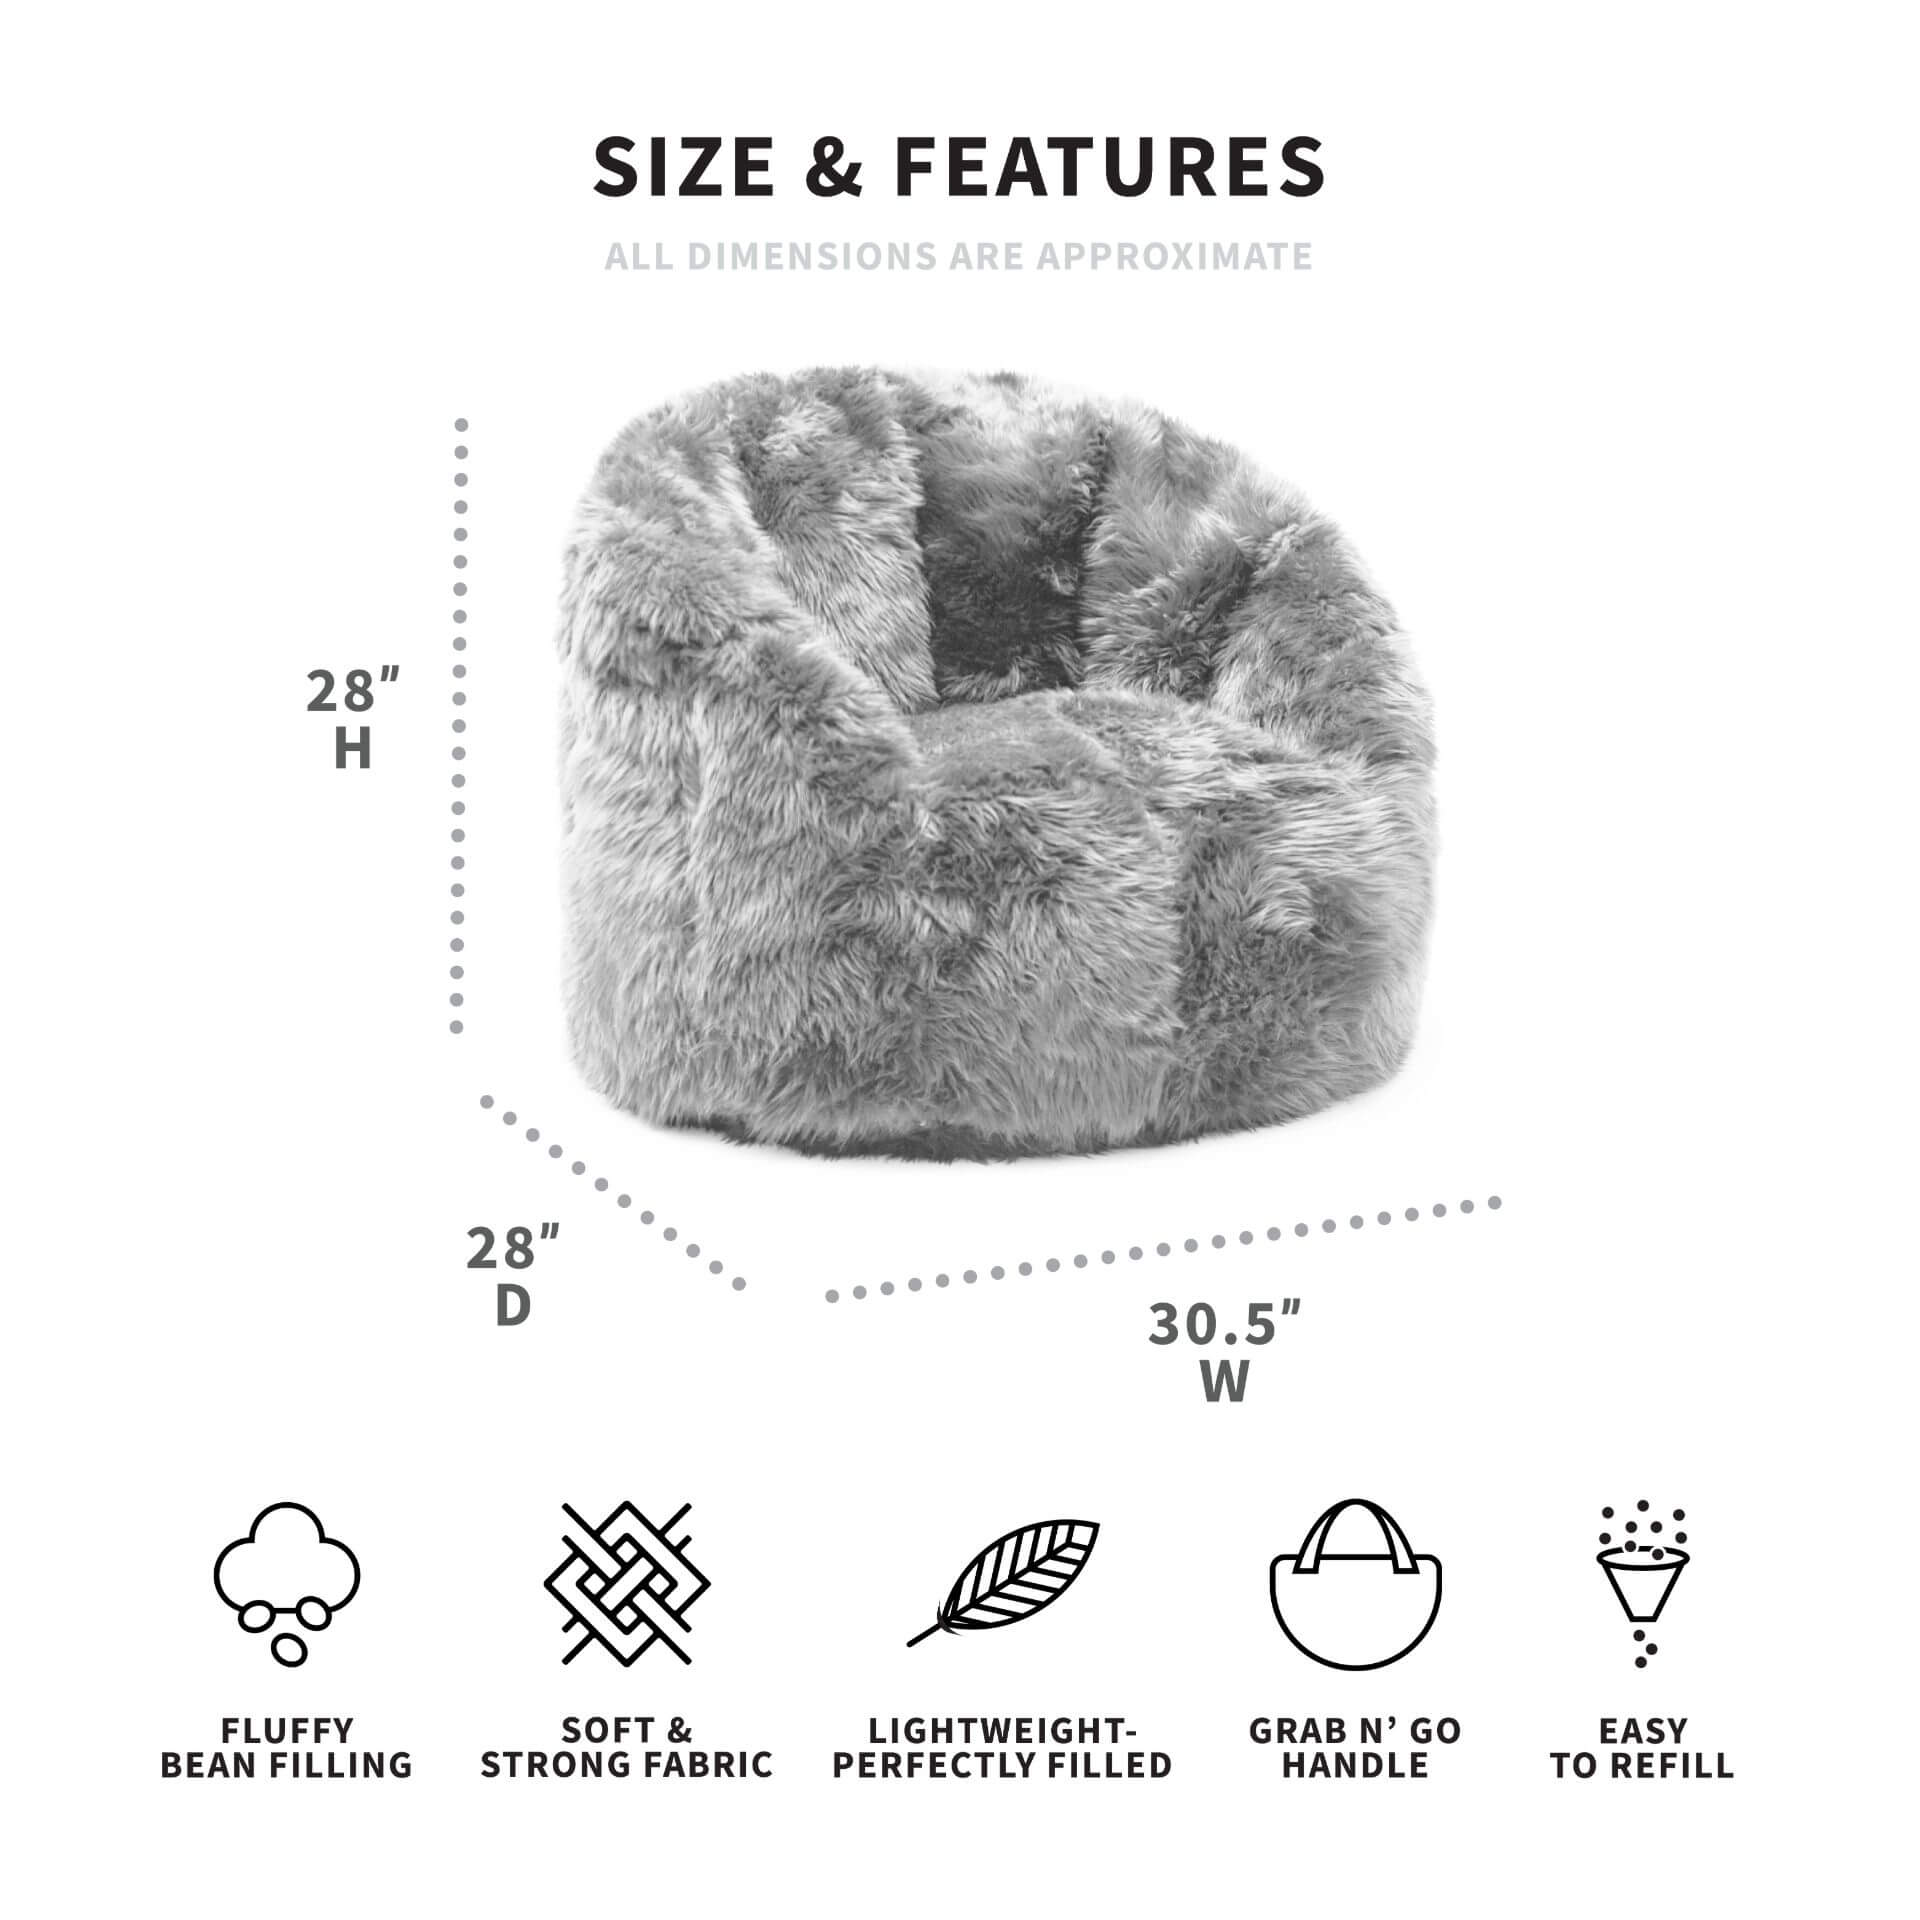 SIZE & FEATURES
ALL DIMENSIONS ARE APPROXIMATE
28"
H
28"
D
30.5"
W
FLUFFY
BEAN FILLING
SOFT &
STRONG FABRIC
LIGHTWEIGHT-
PERFECTLY FILLED
GRAB N’ GO
HANDLE
EASY
TO REFILL